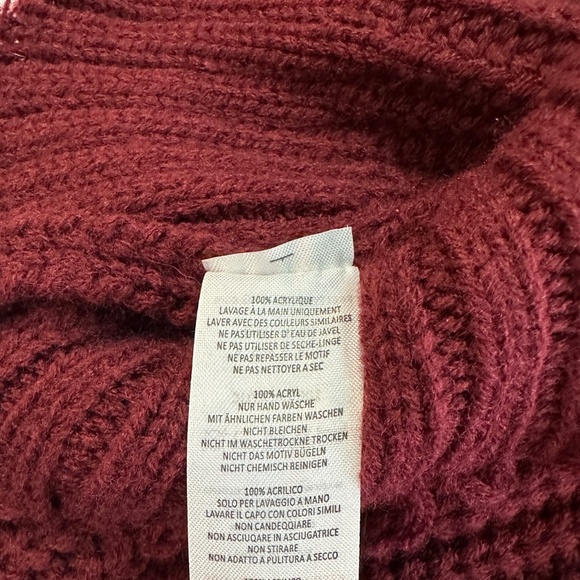 100% ACRYLIQUE
LAVAGE À LA MAIN UNIQUEMENT
LAVER AVEC DES COULEURS SIMILAIRES
NE PAS UTILISER D'EAU DE JAVEL
NE PAS UTILISER DE SECHE-LINGE
NE PAS REPASSER LE MOTIF
NE PAS NETTOYER A SEC
100% ACRYL
NUR HAND WÄSCHE
MIT ÄHNLICHEN FARBEN WASCHEN
NICHT BLEICHEN
NICHT IM WASCHETROCKNE TROCKEN
NICHT DAS MOTIV BÜGELN
NICHT CHEMISCH REINIGEN
100% ACRILICO
SOLO PER LAVAGGIO A MANO
LAVARE IL CAPO CON COLORI SIMILI
NON CANDEQQIARE
NON ASCIUQARE IN ASCIUGATRICE
NON STIRARE
NON ADATTO A PULITURA A SECCO
100% ACRILICO